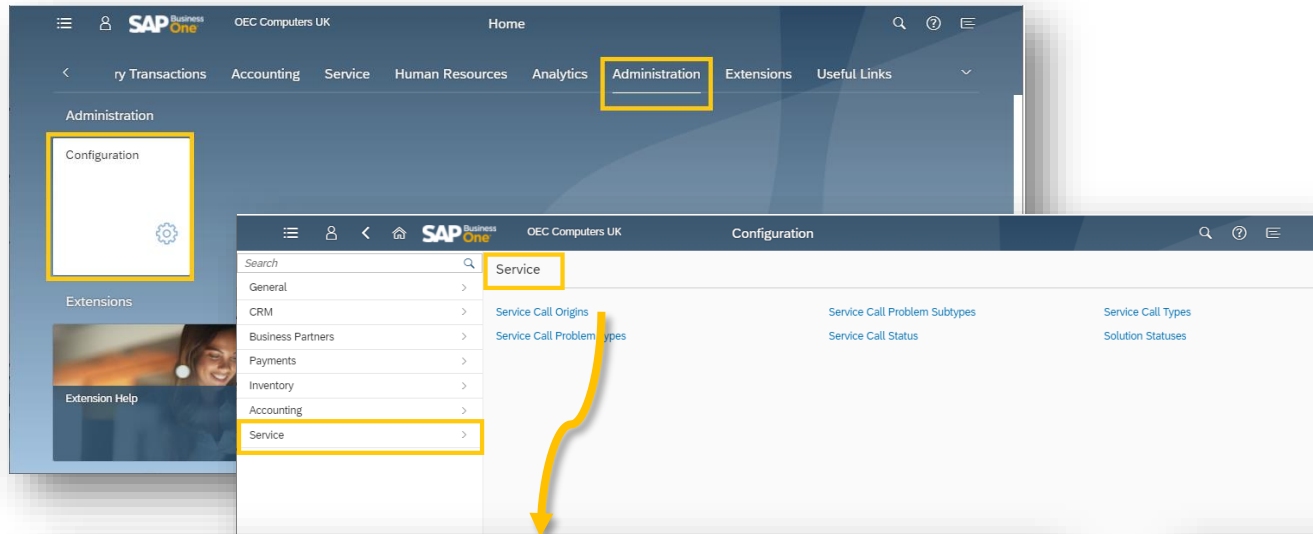 SAP Business One OEC Computers UK Home
ry Transactions Accounting Service Human Resources Analytics Administration Extensions Useful Links
Administration
Configuration
Extensions
Extension Help
SAP Business One OEC Computers UK Configuration
Search
Service
General
CRM
Service Call Origins Service Call Problem Subtypes Service Call Types
Business Partners
Service Call Problem Types Service Call Status Solution Statuses
Payments
Inventory
Accounting
Service